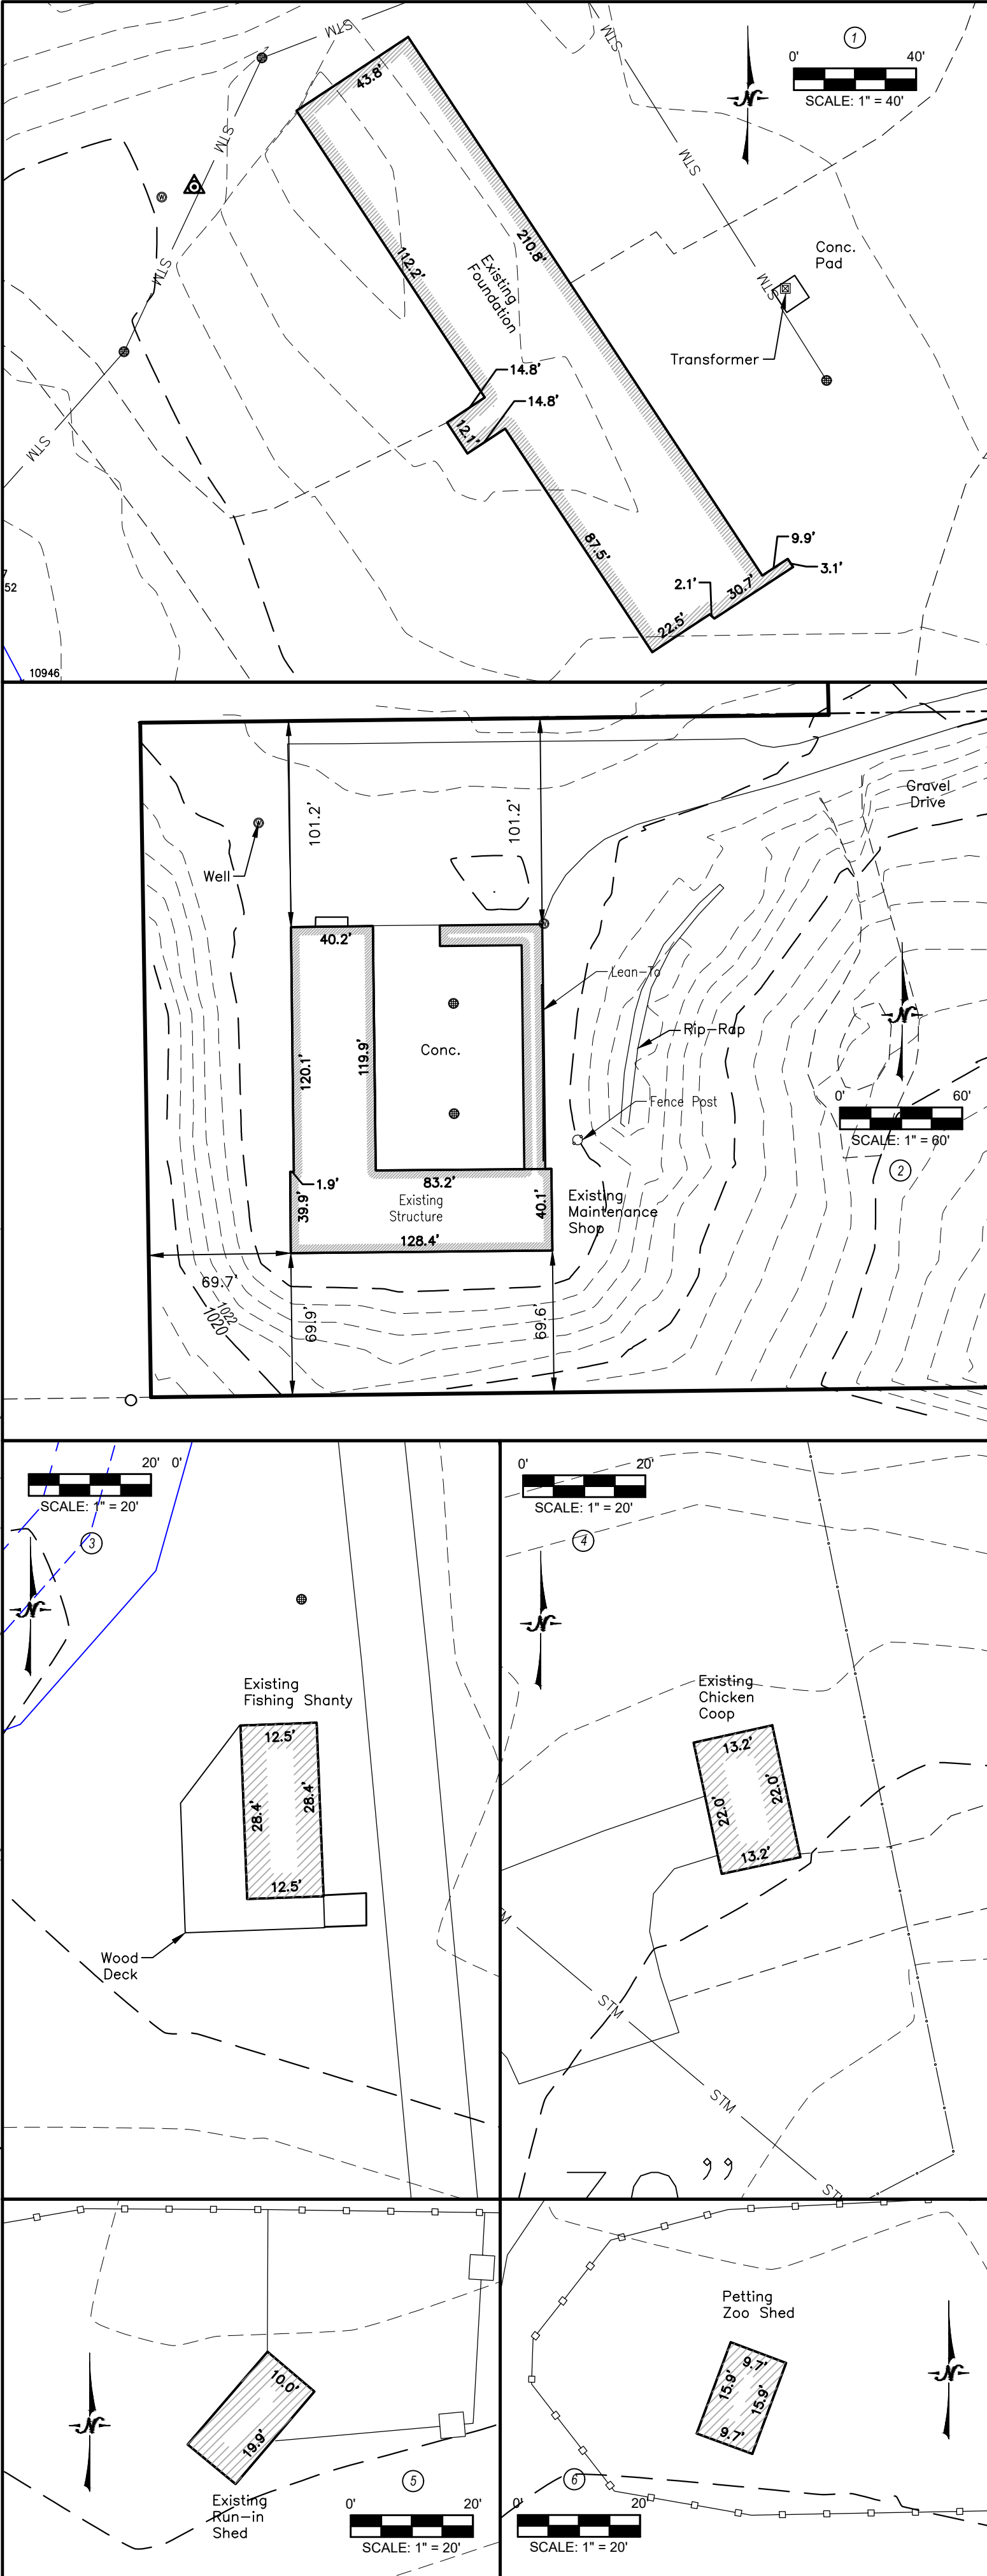 STM
STM
1
0' 40'
SCALE: 1" = 40'
N
43.8'
STM
STM
210.8'
112.2'
Existing
Foundation
Conc.
Pad
W
STM
STM
Transformer
14.8'
14.8'
12.1'
STM
87.5'
9.9'
3.1'
2.1'
30.7'
22.5'
7
52
10946
101.2'
101.2'
Gravel
Drive
W
Well
40.2'
Lean-To
N
Rip-Rap
Conc.
119.9'
120.1'
0' 60'
SCALE: 1" = 60'
2
Fence Post
1.9'
83.2'
39.9'
40.1'
Existing
Structure
Existing
Maintenance
Shop
128.4'
69.7'
1022
1020
69.9'
69.6'
20' 0'
SCALE: 1" = 20'
3
N
Existing
Fishing Shanty
12.5'
28.4'
28.4'
12.5'
Wood
Deck
0' 20'
SCALE: 1" = 20'
4
N
Existing
Chicken
Coop
13.2'
22.0'
22.0'
13.2'
M
STM
STM
STM
N
10.0'
19.9'
Existing
Run-in
Shed
5
0' 20'
SCALE: 1" = 20'
Petting
Zoo Shed
9.7'
15.9'
15.9'
9.7'
N
6
0' 20'
SCALE: 1" = 20'